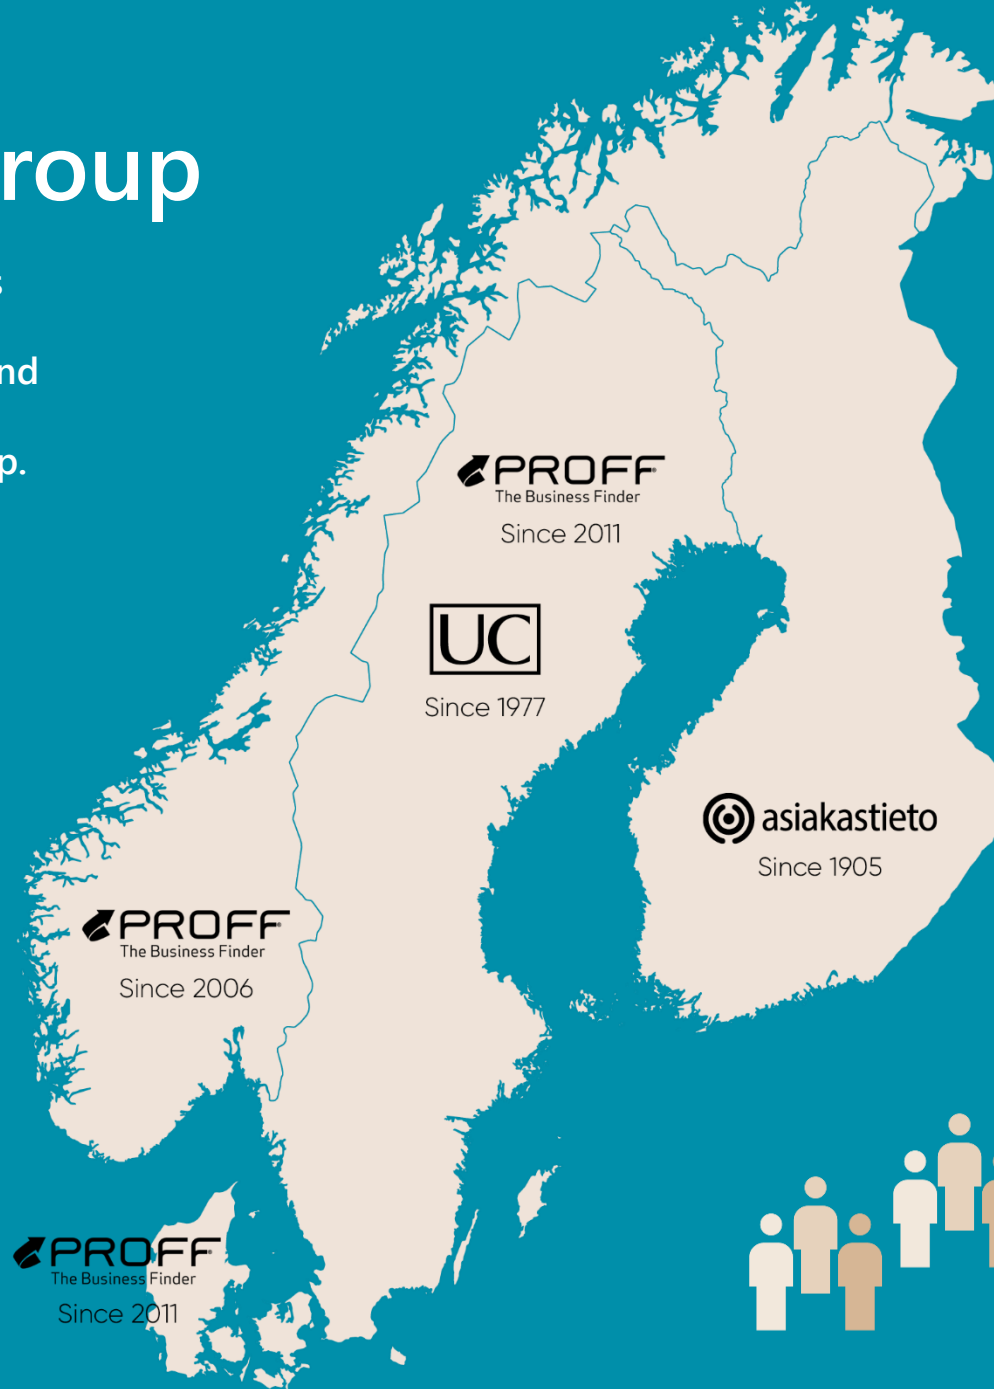 roup
s
nd
p.
PROFF
The Business Finder
Since 2011
UC
Since 1977
asiakastieto
Since 1905
PROFF
The Business Finder
Since 2006
PROFF
The Business Finder
Since 2011